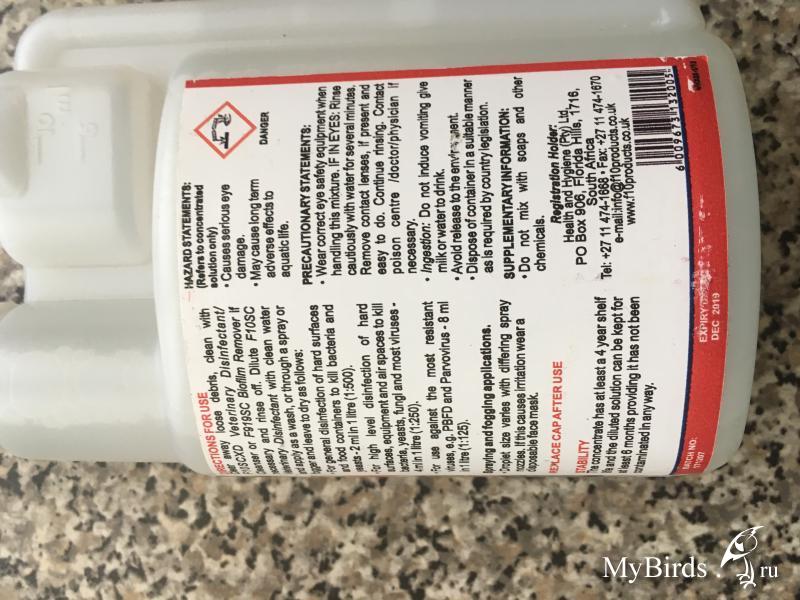 HAZARD STATEMENTS:
(Refers to concentrated
solution only)
• Causes serious eye
damage.
• May cause long term
adverse effects to
aquatic life.
DANGER
PRECAUTIONARY STATEMENTS:
• Wear correct eye safety equipment when
handling this mixture. IF IN EYES: Rinse
cautiously with water for several minutes.
Remove contact lenses, if present and
easy to do. Continue rinsing. Contact
poison centre /doctor/physician if
necessary.
• Ingestion: Do not induce vomiting give
milk or water to drink.
• Avoid release to the
• Dispose of container in a suitable manner
as is required by country legislation.
SUPPLEMENTARY INFORMATION:
• Do not mix with soaps and other
chemicals.
Registration Holder:
Health and Hygiene (Pty) Ltd.
PO Box 906, Florida Hills, 1716,
South Africa
Tel: +27 11 474-1668 • Fax: +27 11 474-1670
e-mail:info@f10products.co.uk
www.f10products.co.uk
6 009673 132005
RECTIONS FOR USE
away loose debris, clean with
Veterinary Disinfectant/
or F919SC Biofilm Remover if
and rinse off. Dilute F10SC
Disinfectant with clean water
apply as a wash, or through a spray or
and leave to dry as follows:
For general disinfection of hard surfaces
and food containers to kill bacteria and
- 2 ml in 1 litre (1:500).
For high level disinfection of hard
surfaces, equipment and air spaces to kill
bacteria, yeasts, fungi and most viruses -
4 ml in 1 litre (1:250).
For use against the most resistant
viruses, e.g. PBFD and Parvovirus - 8 ml
1 litre (1:125).
spraying and fogging applications.
Droplet size varies with differing spray
nozzles. If this causes irritation wear a
disposable face mask.
REPLACE CAP AFTER USE
STABILITY
The concentrate has at least a 4 year shelf
life and the diluted solution can be kept for
at least 6 months providing it has not been
contaminated in any way.
BATCH NO:
EXPIRY
DEC 2019
MyBirds.ru